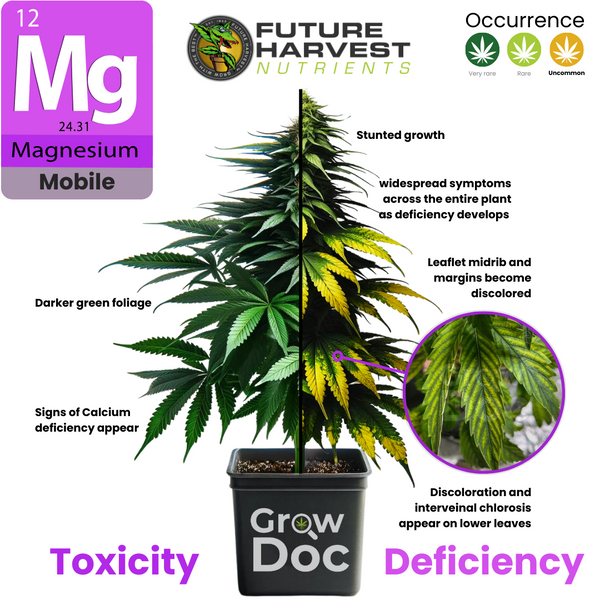 12
Mg
24.31
Magnesium
Mobile
FUTURE
HARVEST
NUTRIENTS
Occurrence
Very rare
Rare
Uncommon
Stunted growth
widespread symptoms
across the entire plant
as deficiency develops
Leaflet midrib and
margins become
discolored
Darker green foliage
Signs of Calcium
deficiency appear
Discoloration and
interveinal chlorosis
appear on lower leaves
Grow
Doc
Toxicity
Deficiency